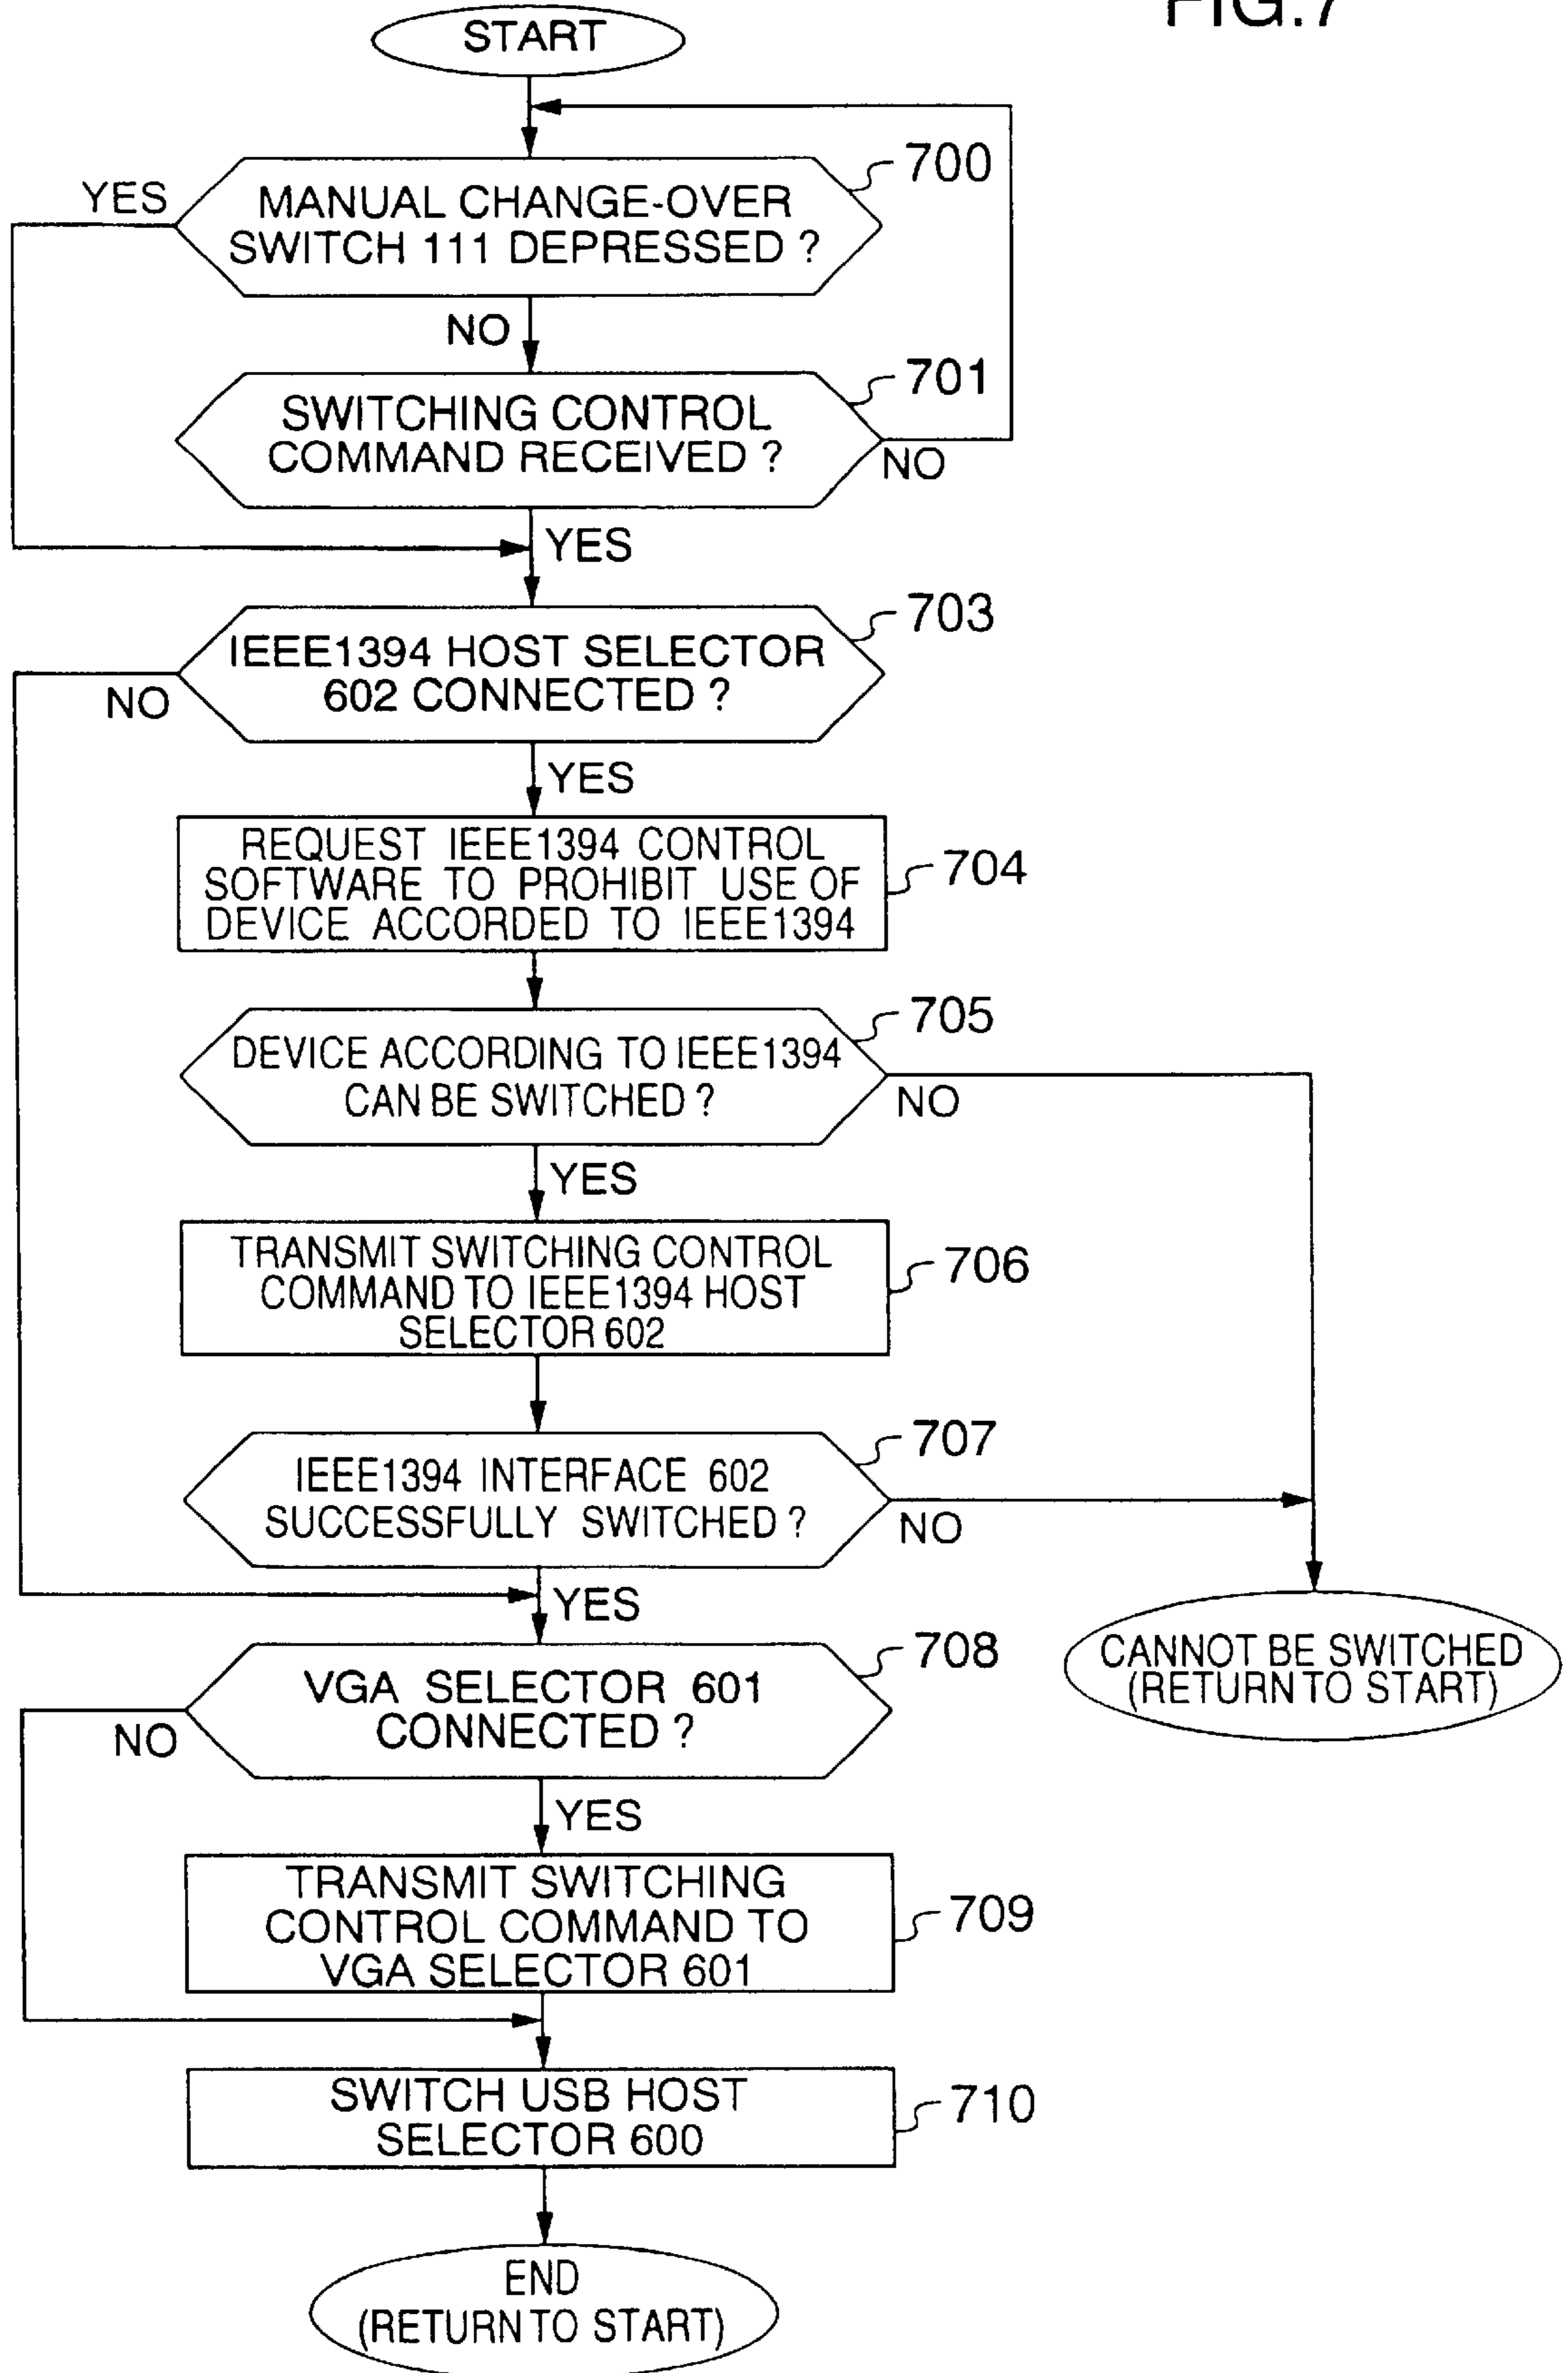 FIG.7
START
700
YES
MANUAL CHANGE-OVER
SWITCH 111 DEPRESSED ?
NO
701
SWITCHING CONTROL
COMMAND RECEIVED ?
NO
YES
703
IEEE1394 HOST SELECTOR
602 CONNECTED ?
NO
YES
REQUEST IEEE1394 CONTROL
SOFTWARE TO PROHIBIT USE OF
DEVICE ACCORDED TO IEEE1394
704
705
DEVICE ACCORDING TO IEEE1394
CAN BE SWITCHED ?
NO
YES
TRANSMIT SWITCHING CONTROL
COMMAND TO IEEE1394 HOST
SELECTOR 602
706
707
IEEE1394 INTERFACE 602
SUCCESSFULLY SWITCHED ?
NO
YES
CANNOT BE SWITCHED
(RETURN TO START)
708
VGA SELECTOR 601
CONNECTED ?
NO
YES
TRANSMIT SWITCHING
CONTROL COMMAND TO
VGA SELECTOR 601
709
SWITCH USB HOST
SELECTOR 600
710
END
(RETURN TO START)